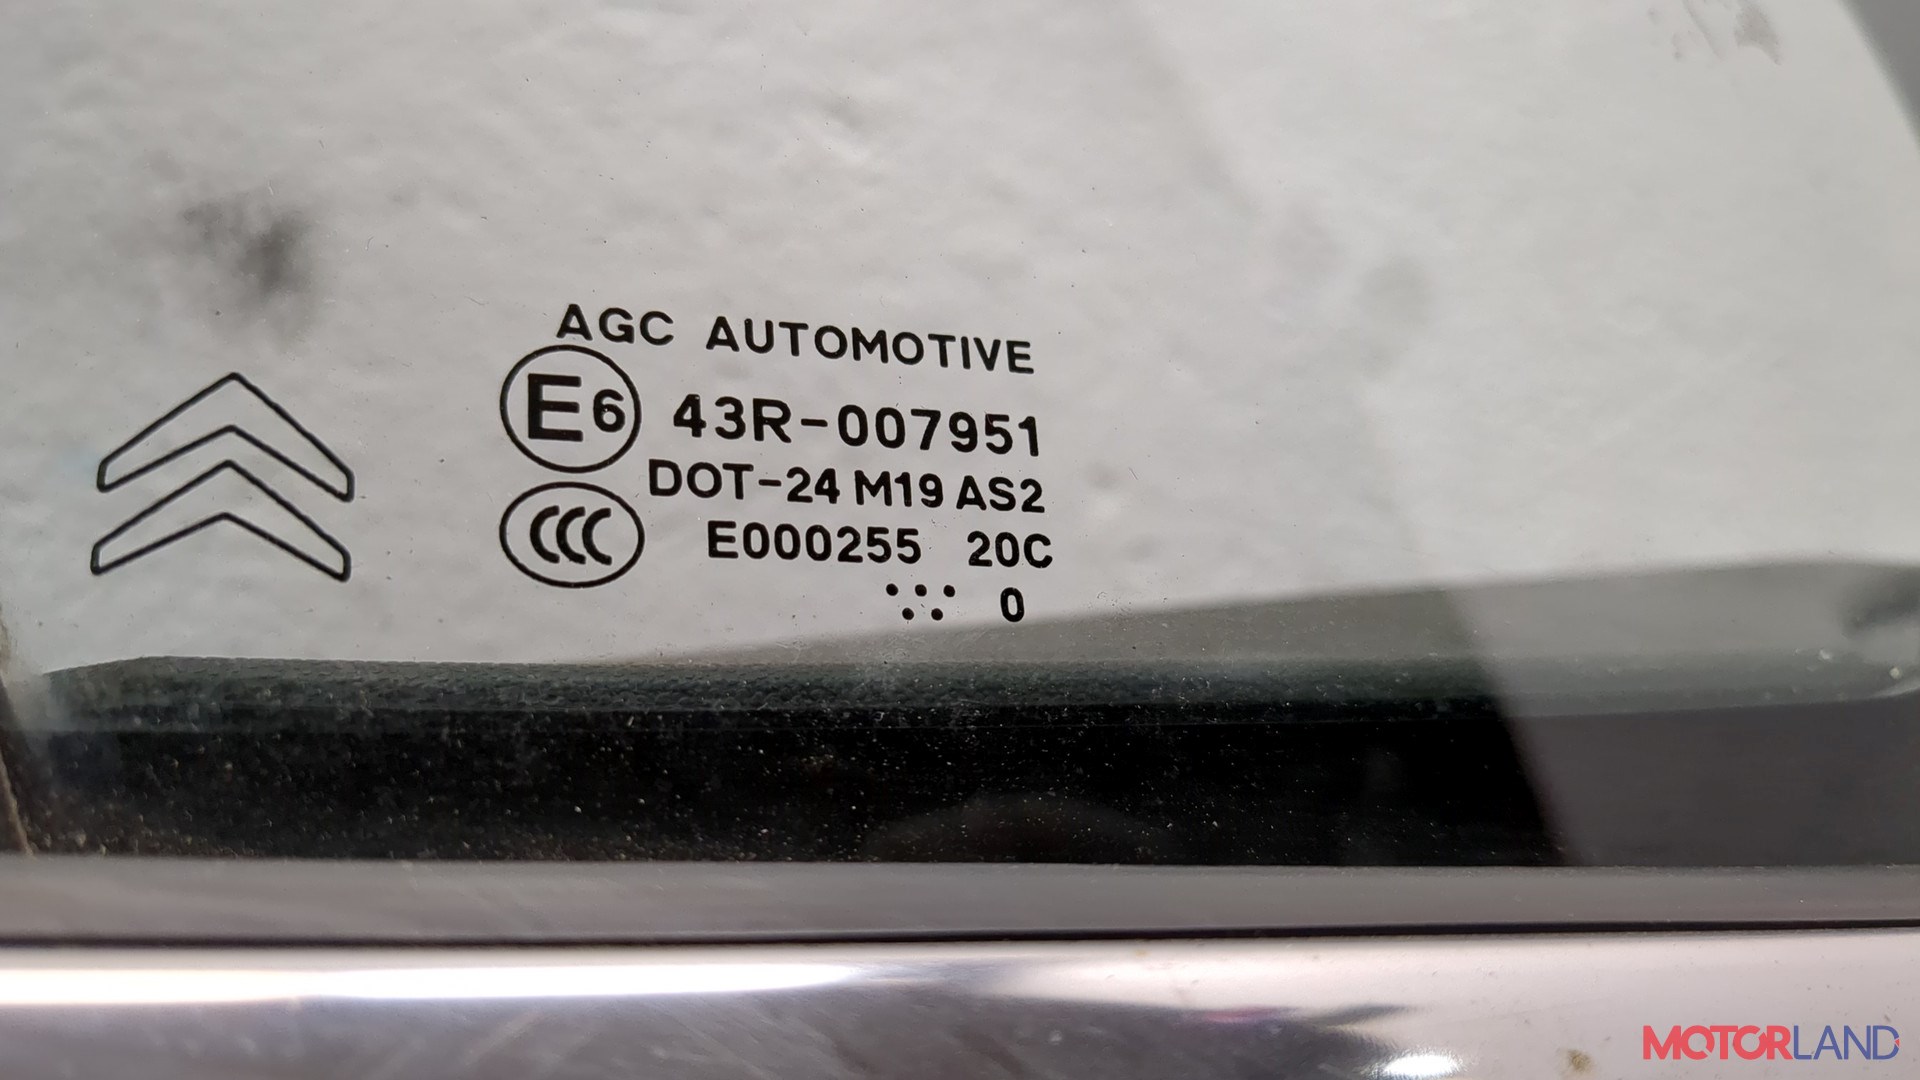 AGC AUTOMOTIVE
E6 43R-007951
DOT-24 M19 AS2
CCC E000255 20C
0
MOTORLAND